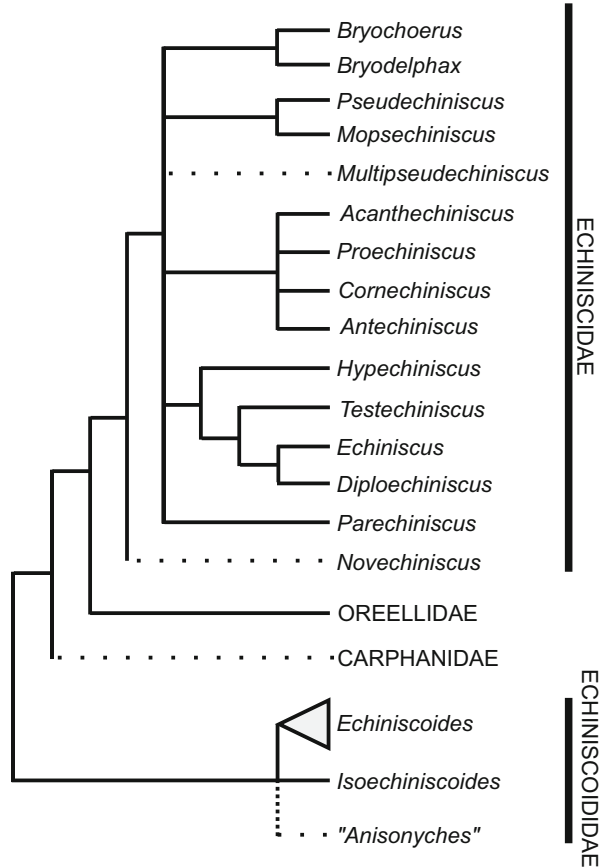 Bryochoerus
Bryodelphax
Pseudechiniscus
Mopsechiniscus
Multipseudechiniscus
Acanthechiniscus
Proechiniscus
Cornechiniscus
Antechiniscus
Hypechiniscus
Testechiniscus
Echiniscus
Diploechiniscus
Parechiniscus
Novechiniscus
ECHINISCIDAE
OREELLIDAE
CARPHANIDAE
Echiniscoides
Isoechiniscoides
"Anisonyches"
ECHINISCOIDIDAE